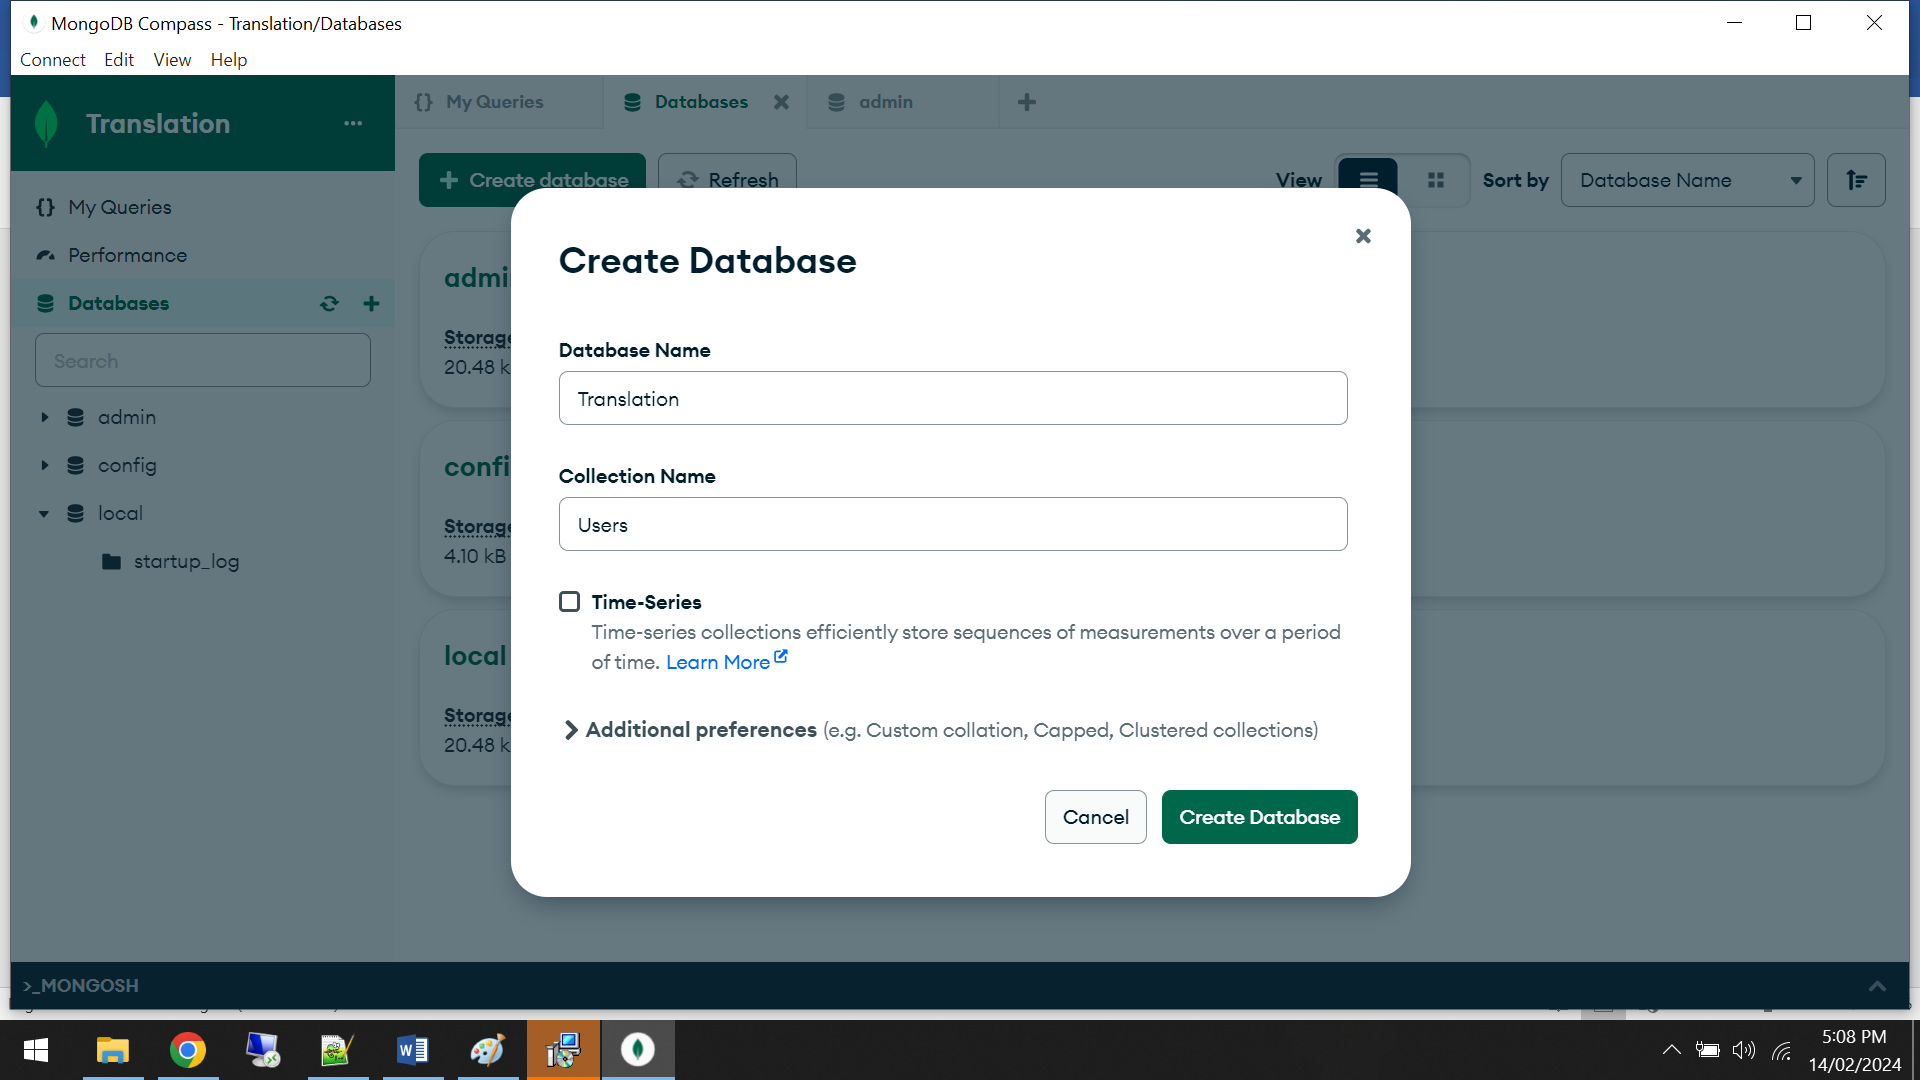 MongoDB Compass - Translation/Databases
Connect Edit View Help
Translation
My Queries
Databases
admin
Create database
Refresh
View
Sort by
Database Name
My Queries
Performance
Databases
Search
admin
config
local
startup_log
admi
Storage
20.48 k
confi
Storage
4.10 kB
local
Storage
20.48 k
Create Database
Database Name
Translation
Collection Name
Users
Time-Series
Time-series collections efficiently store sequences of measurements over a period
of time. Learn More
Additional preferences (e.g. Custom collation, Capped, Clustered collections)
Cancel
Create Database
>_MONGOSH
5:08 PM
14/02/2024